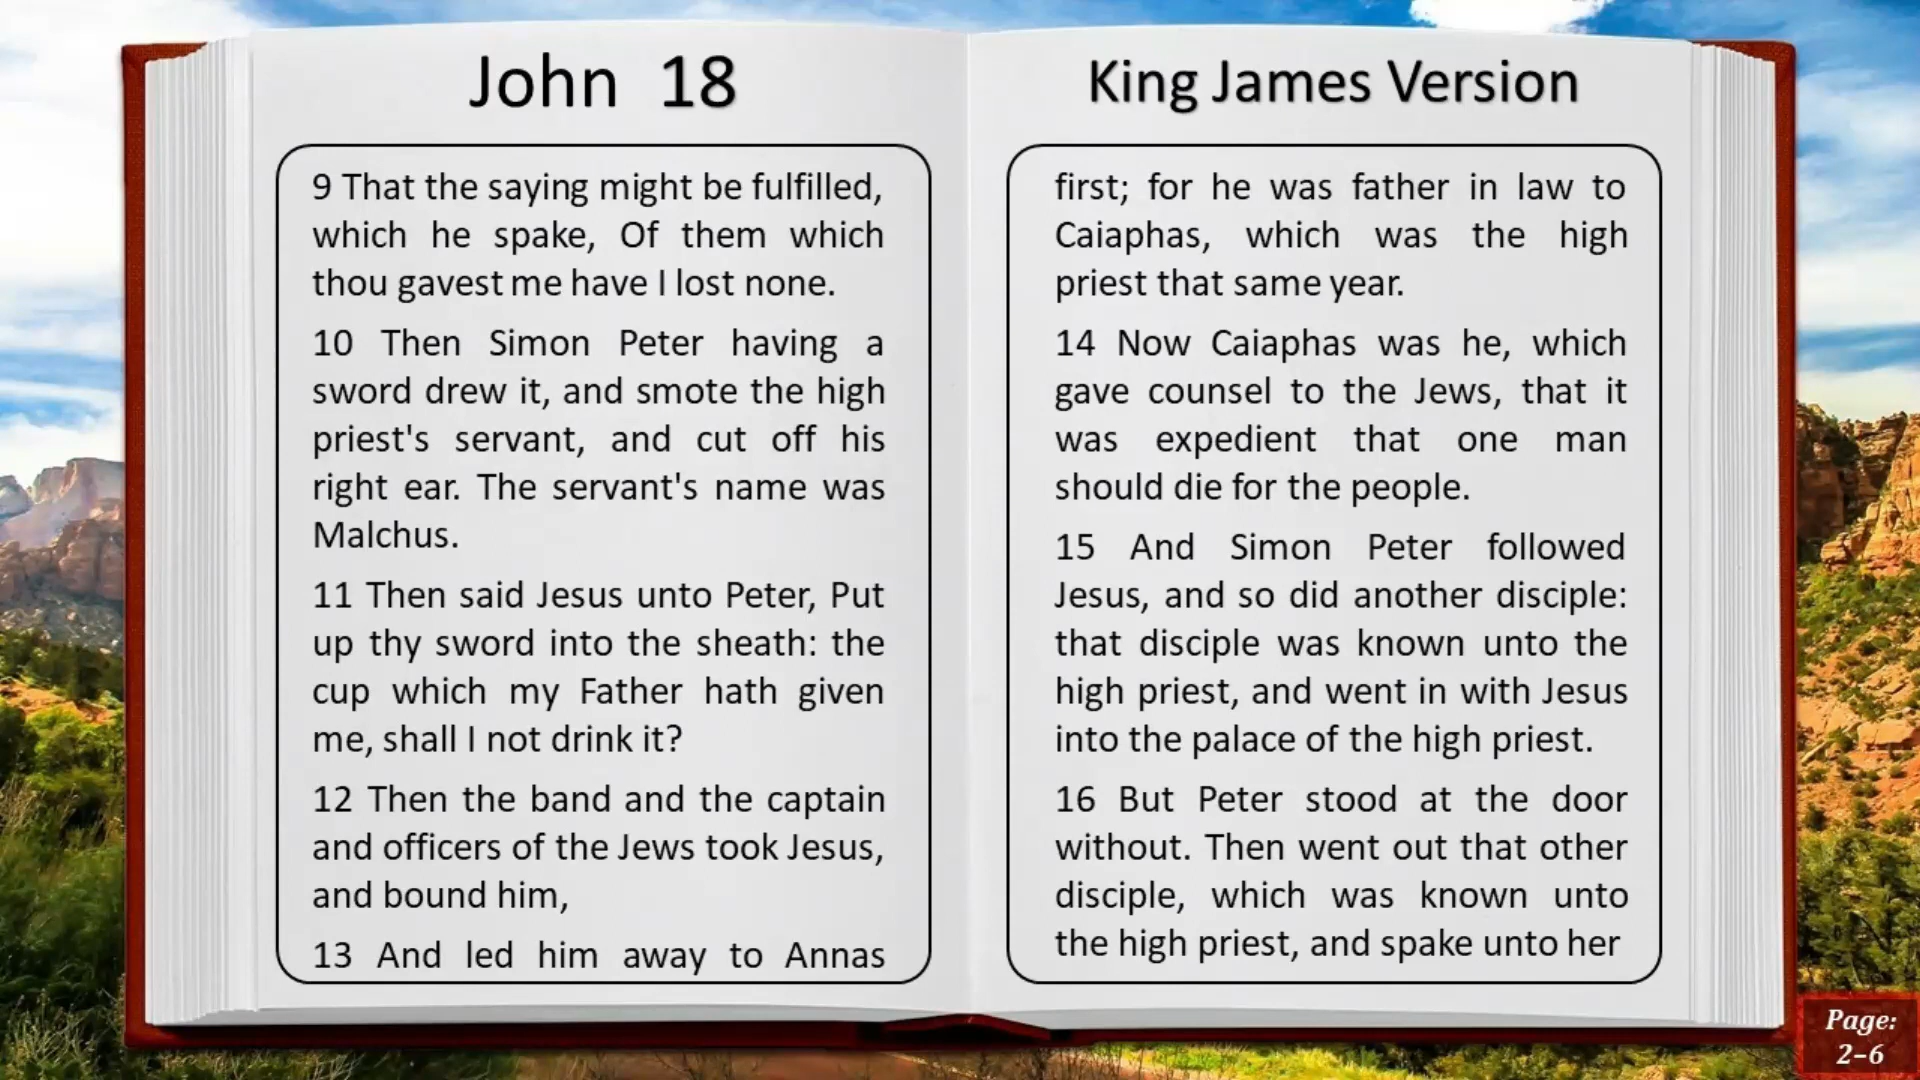 John 18
9 That the saying might be fulfilled,
which he spake, Of them which
thou gavest me have I lost none.
10 Then Simon Peter having a
sword drew it, and smote the high
priest's servant, and cut off his
right ear. The servant's name was
Malchus.
11 Then said Jesus unto Peter, Put
up thy sword into the sheath: the
cup which my Father hath given
me, shall I not drink it?
12 Then the band and the captain
and officers of the Jews took Jesus,
and bound him,
13 And led him away to Annas
King James Version
first; for he was father in law to
Caiaphas, which was the high
priest that same year.
14 Now Caiaphas was he, which
gave counsel to the Jews, that it
was expedient that one man
should die for the people.
15 And Simon Peter followed
Jesus, and so did another disciple:
that disciple was known unto the
high priest, and went in with Jesus
into the palace of the high priest.
16 But Peter stood at the door
without. Then went out that other
disciple, which was known unto
the high priest, and spake unto her
Page:
2–6